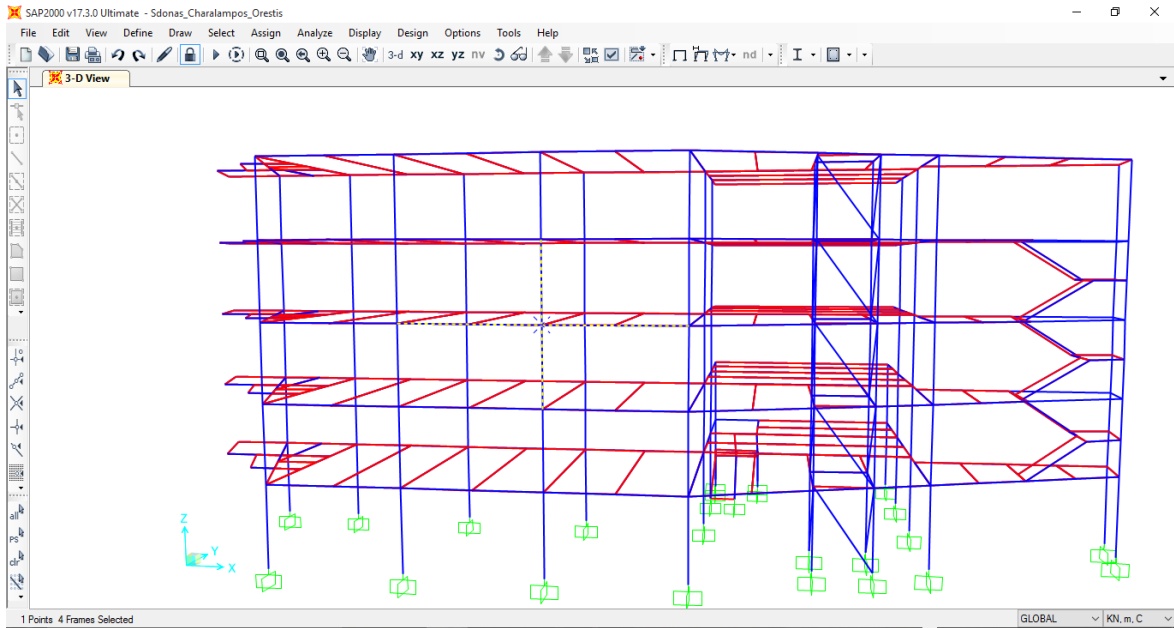 SAP2000 v17.3.0 Ultimate - Sdonas_Charalampos_Orestis
File Edit View Define Draw Select Assign Analyze Display Design Options Tools Help
3-d xy xz yz nv nd
3-D View
all
PS
clr
Z
Y
X
1 Points 4 Frames Selected
GLOBAL
KN, m, C